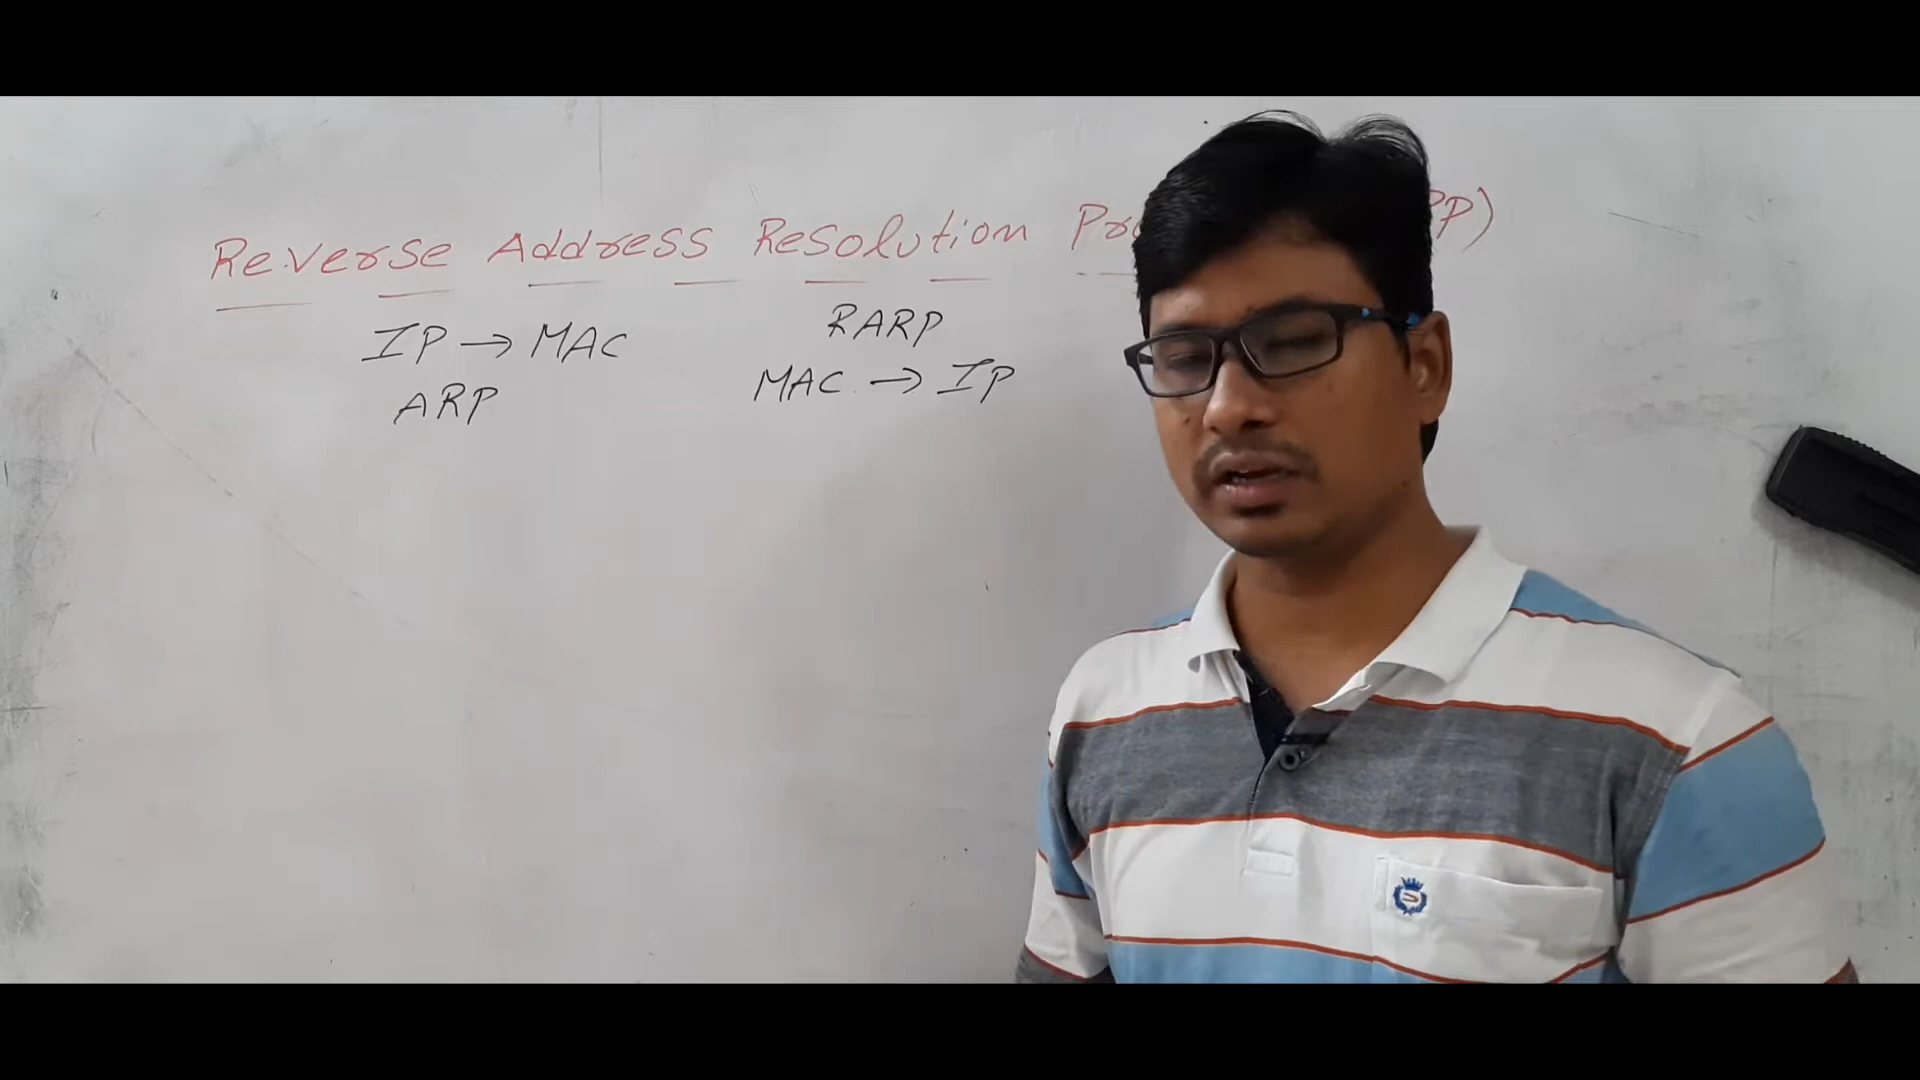 Reverse Address Resolution
IP → MAC
ARP
RARP
MAC → IP